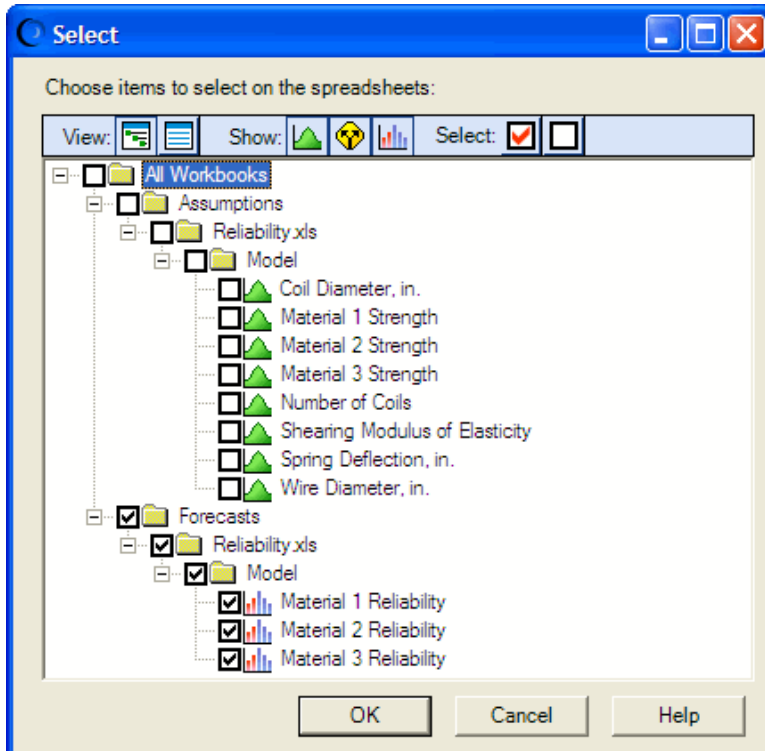 Select
Choose items to select on the spreadsheets:
View: Show: Select:
All Workbooks
Assumptions
Reliability.xls
Model
Coil Diameter, in.
Material 1 Strength
Material 2 Strength
Material 3 Strength
Number of Coils
Shearing Modulus of Elasticity
Spring Deflection, in.
Wire Diameter, in.
Forecasts
Reliability.xls
Model
Material 1 Reliability
Material 2 Reliability
Material 3 Reliability
OK Cancel Help